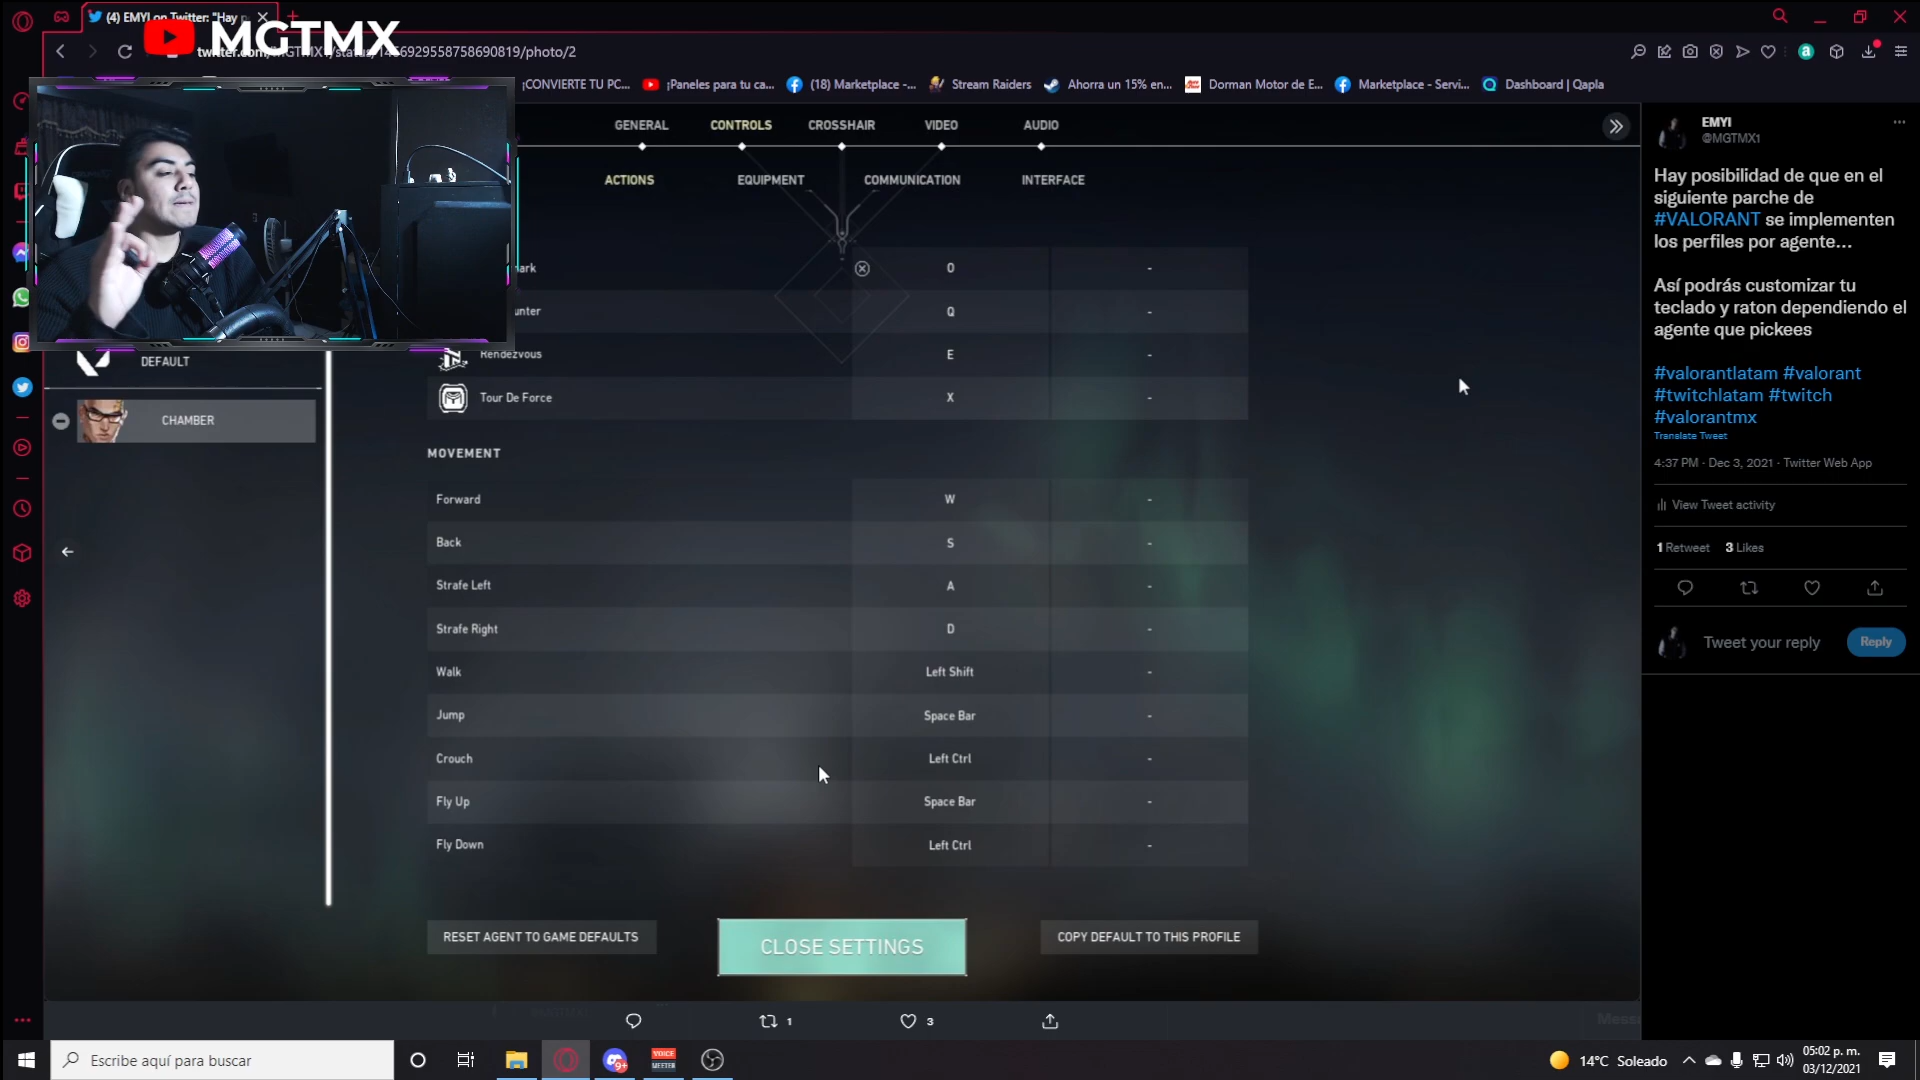 (4) EMYI on Twitter: "Hay p
MGTMX
/status/1466929558758690819/photo/2
¡CONVIERTE TU PC...
¡Paneles para tu ca...
(18) Marketplace -...
Stream Raiders
Ahorra un 15% en...
Dorman Motor de E...
Marketplace - Servi...
Dashboard | Qapla
GENERAL
CONTROLS
CROSSHAIR
VIDEO
AUDIO
ACTIONS
EQUIPMENT
COMMUNICATION
INTERFACE
ark
O
-
unter
Q
-
Rendezvous
E
-
Tour De Force
X
-
DEFAULT
CHAMBER
MOVEMENT
Forward
W
-
Back
S
-
Strafe Left
A
-
Strafe Right
D
-
Walk
Left Shift
-
Jump
Space Bar
-
Crouch
Left Ctrl
-
Fly Up
Space Bar
-
Fly Down
Left Ctrl
-
RESET AGENT TO GAME DEFAULTS
CLOSE SETTINGS
COPY DEFAULT TO THIS PROFILE
1
3
EMYI
@MGTMX1
Hay posibilidad de que en el
siguiente parche de
#VALORANT se implementen
los perfiles por agente...
Así podrás customizar tu
teclado y raton dependiendo el
agente que pickees
#valorantlatam #valorant
#twitchlatam #twitch
#valorantmx
Translate Tweet
4:37 PM · Dec 3, 2021 · Twitter Web App
View Tweet activity
1 Retweet 3 Likes
Tweet your reply
Reply
Escribe aquí para buscar
9+
VOICE
MEETER
14°C Soleado
05:02 p. m.
03/12/2021